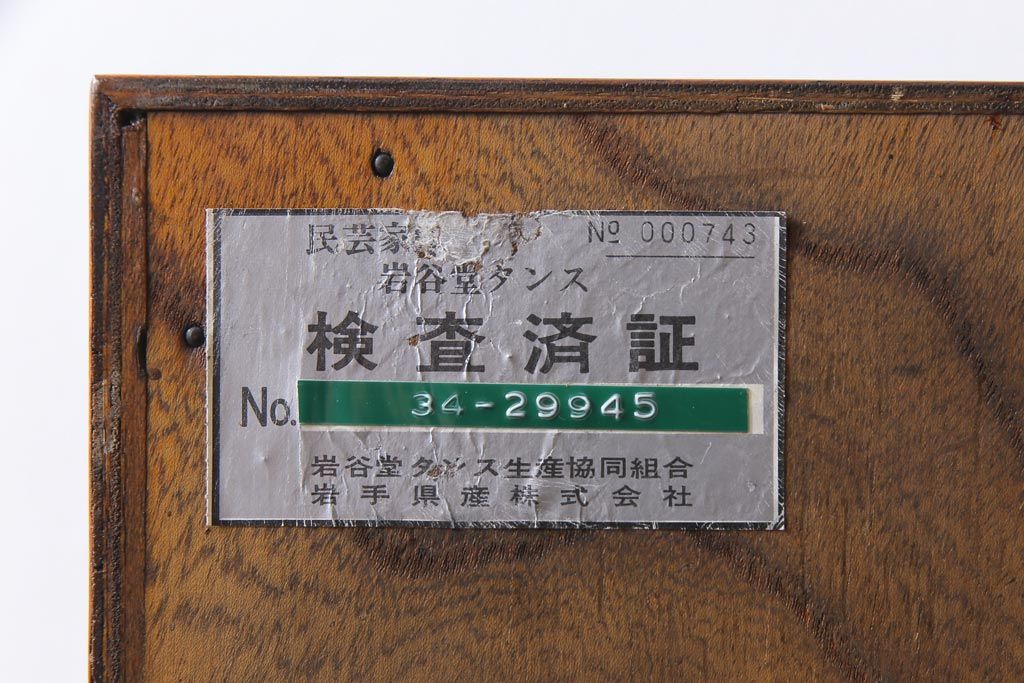 民芸家 № 000743
岩谷堂タンス
検査済証
No. 34-29945
岩谷堂タンス生産協同組合
岩手県産株式会社